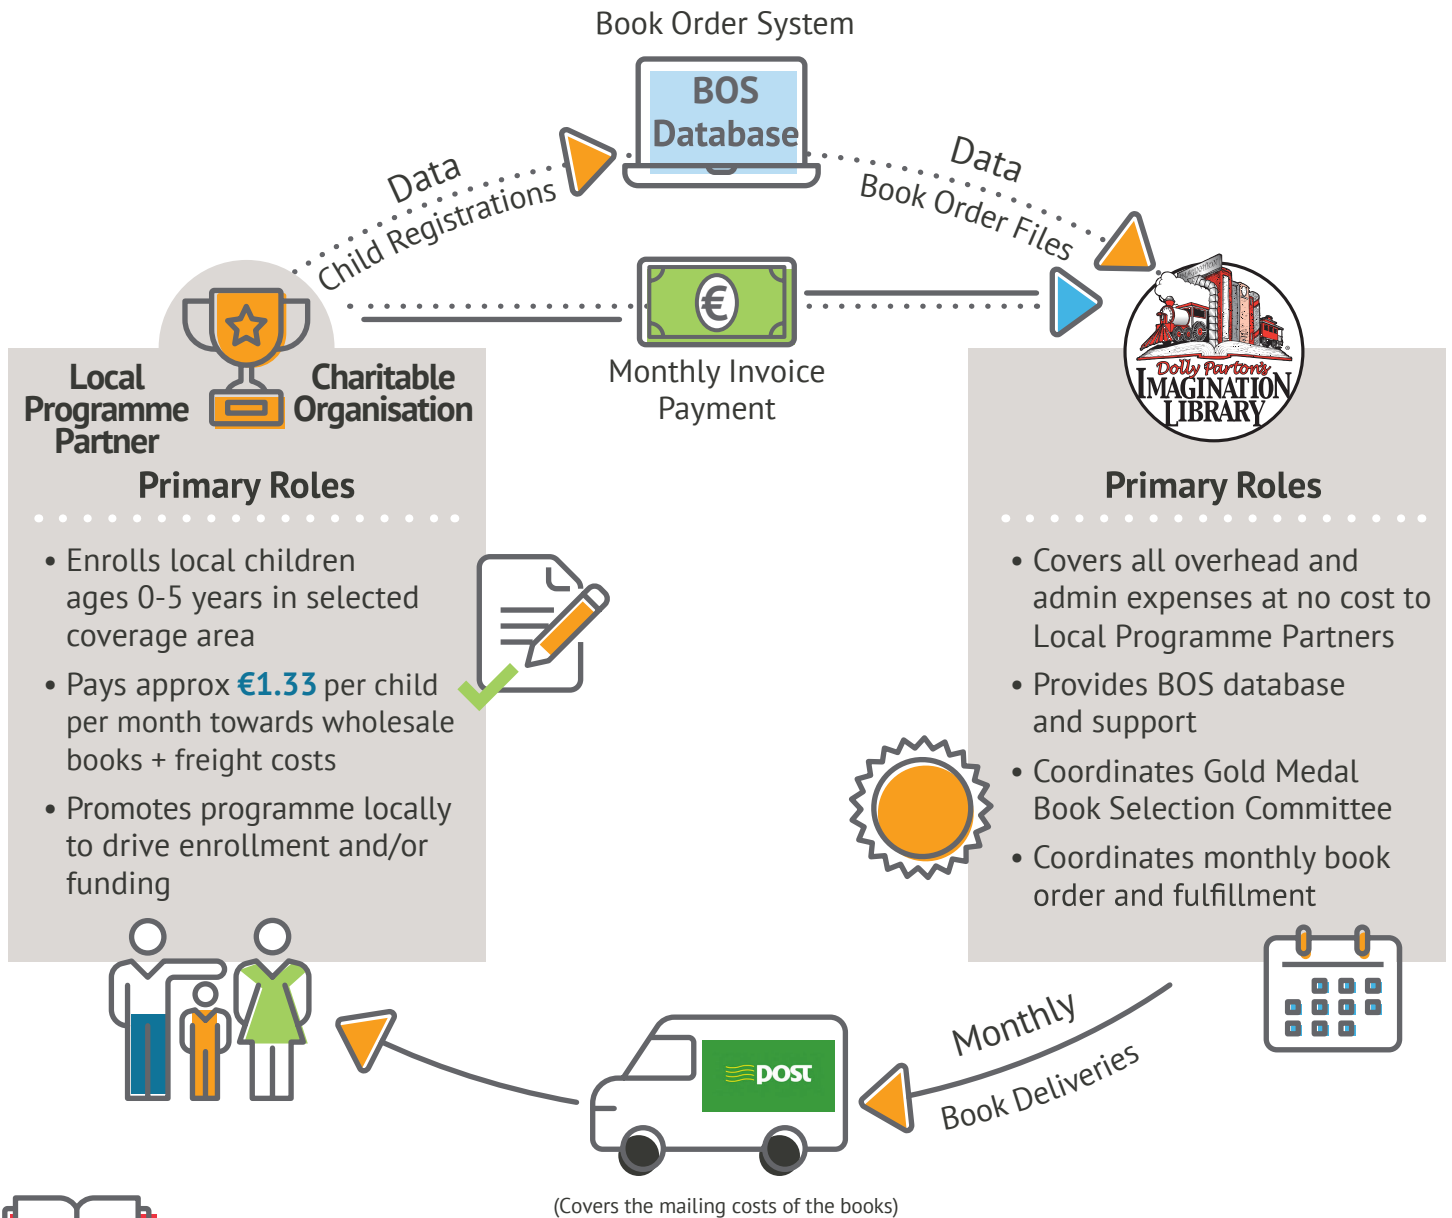 Book Order System
BOS
Database
Data
Child Registrations
Data
Book Order Files
€
Monthly Invoice
Payment
Dolly Parton's
IMAGINATION
LIBRARY
Local
Programme
Partner
Charitable
Organisation
Primary Roles
• Enrolls local children
ages 0-5 years in selected
coverage area
• Pays approx €1.33 per child
per month towards wholesale
books + freight costs
• Promotes programme locally
to drive enrollment and/or
funding
Primary Roles
• Covers all overhead and
admin expenses at no cost to
Local Programme Partners
• Provides BOS database
and support
• Coordinates Gold Medal
Book Selection Committee
• Coordinates monthly book
order and fulfillment
Monthly
Book Deliveries
post
(Covers the mailing costs of the books)